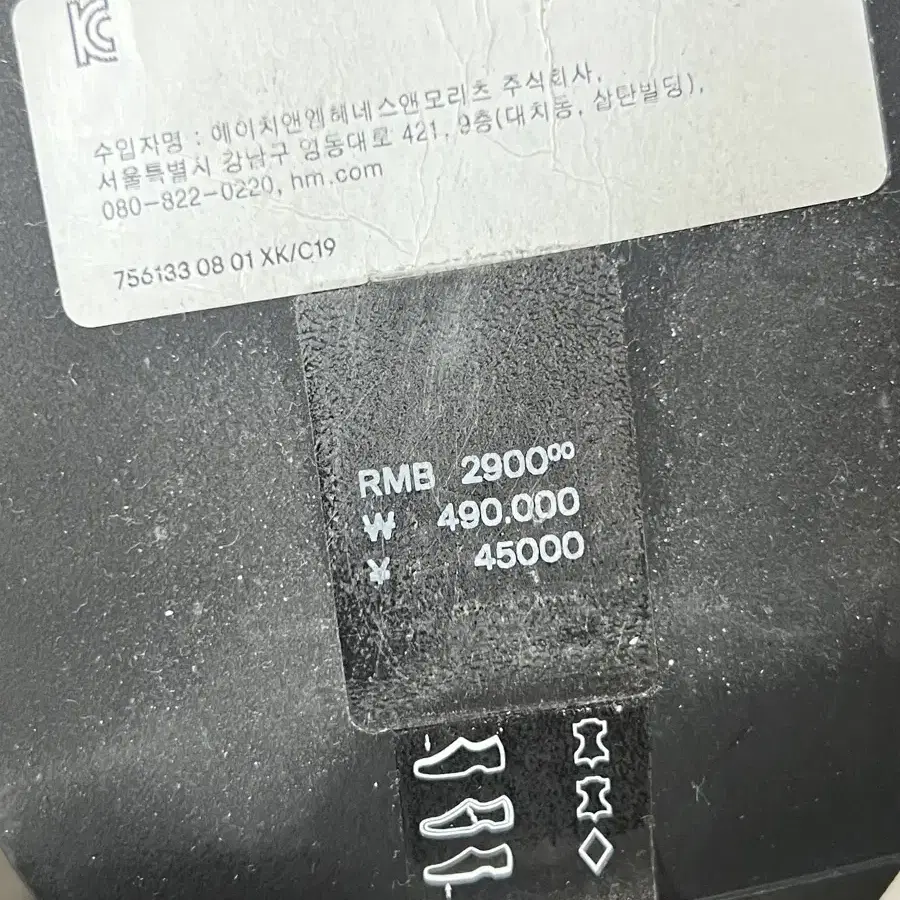 수입자명 : 에이치앤엠헤네스앤모리츠 주식회사,
서울특별시 강남구 영동대로 421, 9층(대치동, 삼탄빌딩),
080-822-0220, hm.com
756133 08 01 XK/C19
RMB 2900⁰⁰
₩ 490.000
¥ 45000